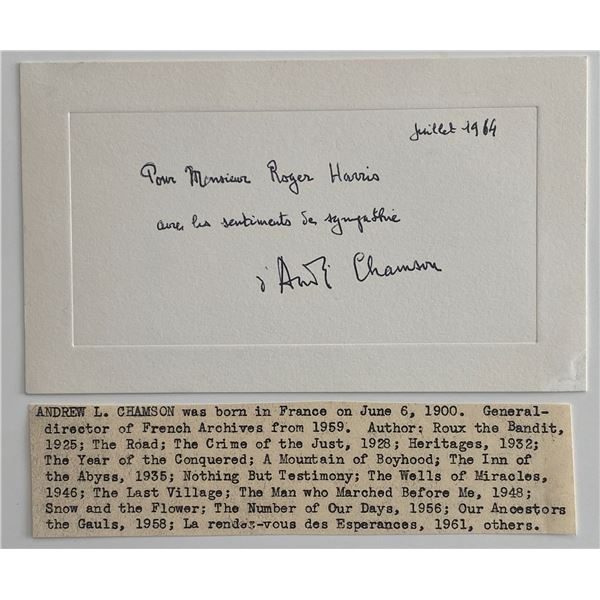 Juillet 1964
Pour Monsieur Roger Harris
avec les sentiments de sympathie
d'André Chamson
ANDREW L. CHAMSON was born in France on June 6, 1900. General-
director of French Archives from 1959. Author: Roux the Bandit,
1925; The Road; The Crime of the Just, 1928; Heritages, 1932;
The Year of the Conquered; A Mountain of Boyhood; The Inn of
the Abyss, 1935; Nothing But Testimony; The Wells of Miracles,
1946; The Last Village; The Man who Marched Before Me, 1948;
Snow and the Flower; The Number of Our Days, 1956; Our Ancestors
the Gauls, 1958; La rendez-vous des Esperances, 1961, others.